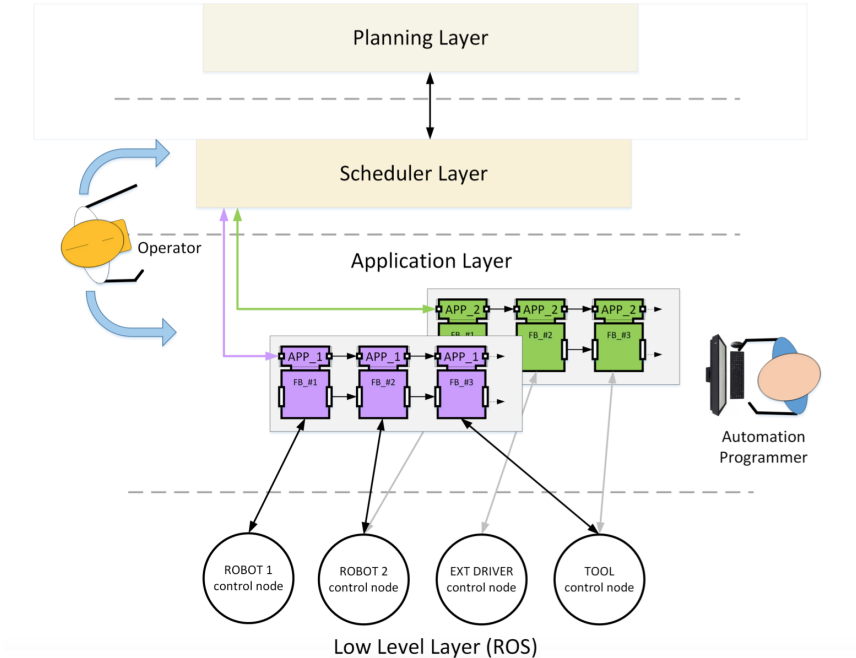 Planning Layer
Scheduler Layer
Operator
Application Layer
APP_2 APP_2 APP_2
FB_#1 FB_#2 FB_#3
APP_1 APP_1 APP_1
FB_#1 FB_#2 FB_#3
Automation
Programmer
ROBOT 1
control node
ROBOT 2
control node
EXT DRIVER
control node
TOOL
control node
Low Level Layer (ROS)